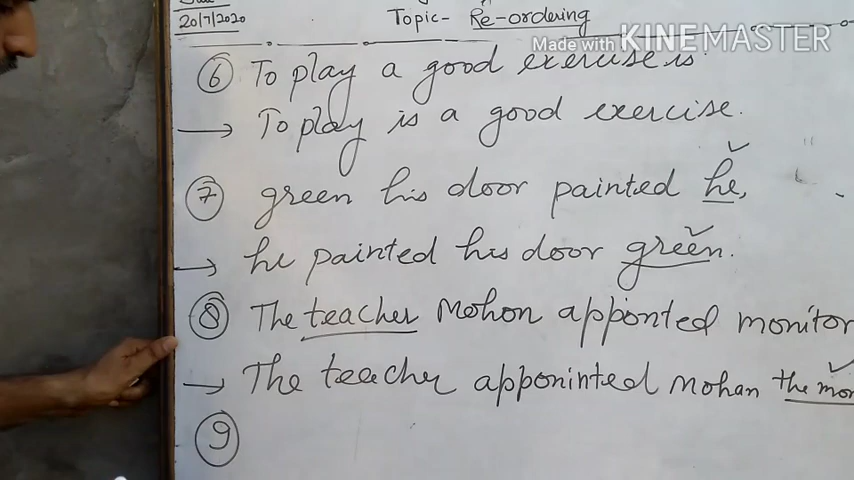 20/7/2020
Topic- Re-ordering
Made with KINEMASTER
6 To play a good exercise is.
→ To play is a good exercise.
7 green his door painted he,
→ he painted his door green.
8 The teacher Mohon appointed monitor
→ The teacher apponinted Mohan the mon
9